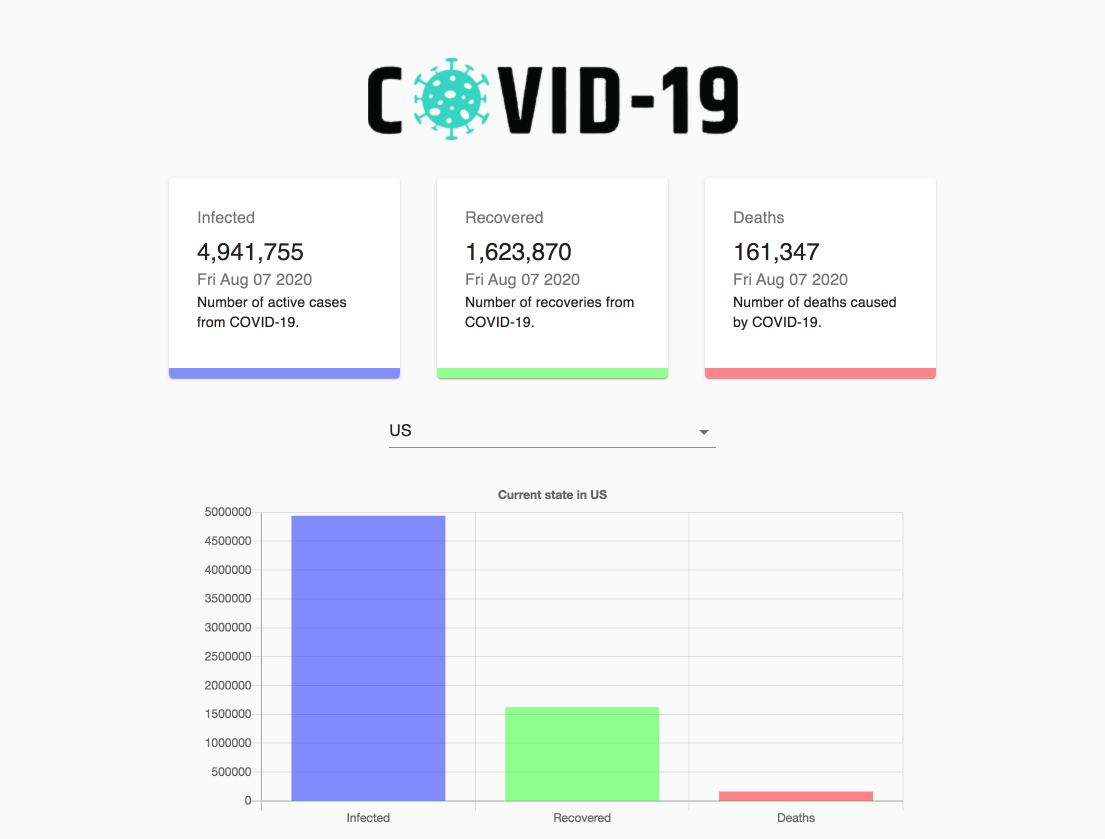 COVID-19
Infected
4,941,755
Fri Aug 07 2020
Number of active cases
from COVID-19.
Recovered
1,623,870
Fri Aug 07 2020
Number of recoveries from
COVID-19.
Deaths
161,347
Fri Aug 07 2020
Number of deaths caused
by COVID-19.
US
Current state in US
5000000
4500000
4000000
3500000
3000000
2500000
2000000
1500000
1000000
500000
0
Infected Recovered Deaths